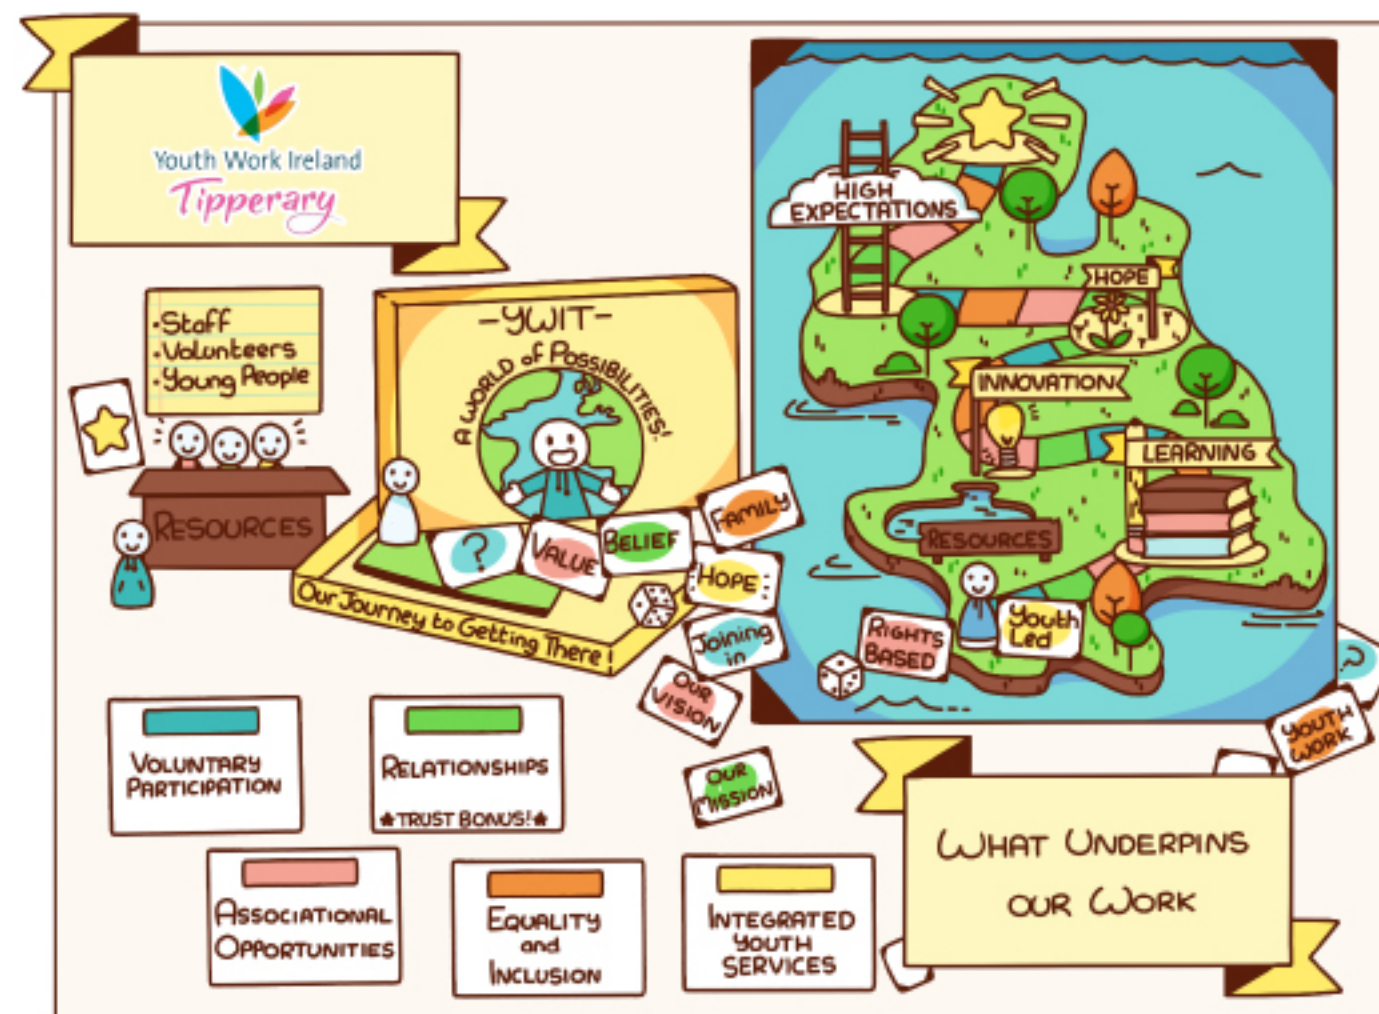 Youth Work Ireland
Tipperary
• Staff
• Volunteers
• Young People
RESOURCES
-YWIT-
A WORLD of POSSIBILITIES!
?
VALUE
BELIEF
FAMILY
HOPE
Joining
in
OUR
VISION
OUR
MISSION
Our Journey to Getting There!
HIGH
EXPECTATIONS
HOPE
INNOVATION
LEARNING
RESOURCES
RIGHTS
BASED
Youth
Led
?
YOUTH
WORK
VOLUNTARY
PARTICIPATION
RELATIONSHIPS
★TRUST BONUS!★
ASSOCIATIONAL
OPPORTUNITIES
EQUALITY
and
INCLUSION
INTEGRATED
YOUTH
SERVICES
WHAT UNDERPINS
OUR WORK